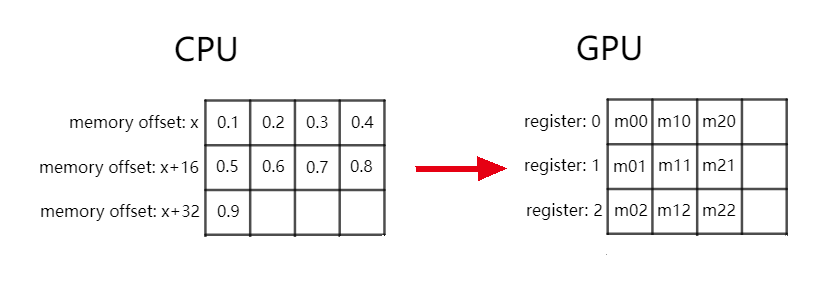 CPU GPU
memory offset: x 0.1 0.2 0.3 0.4 register: 0 m00 m10 m20
memory offset: x+16 0.5 0.6 0.7 0.8 register: 1 m01 m11 m21
memory offset: x+32 0.9 register: 2 m02 m12 m22